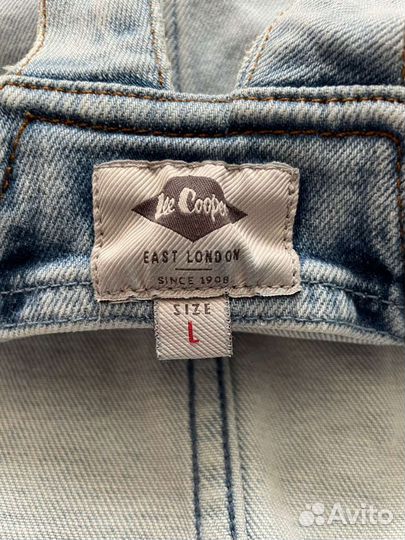 Lee Cooper
EAST LONDON
SINCE 1908
SIZE
L
Avito